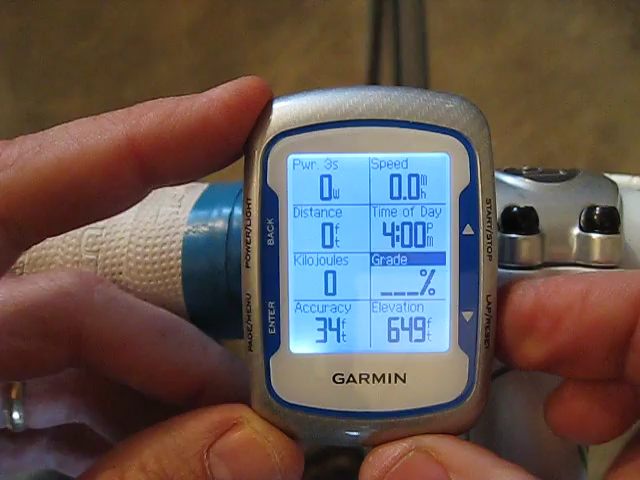 Pwr. 3s
0w
Speed
0.0mh
Distance
0ft
Time of Day
4:00Pm
Kilojoules
0
Grade
___%
Accuracy
34ft
Elevation
649ft
GARMIN
POWER/LIGHT
BACK
PAGE/MENU
ENTER
START/STOP
LAP/RESET